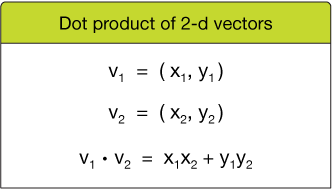 Dot product of 2-d vectors
v₁ = ( x₁, y₁)
v₂ = ( x₂, y₂)
v₁ · v₂ = x₁x₂ + y₁y₂